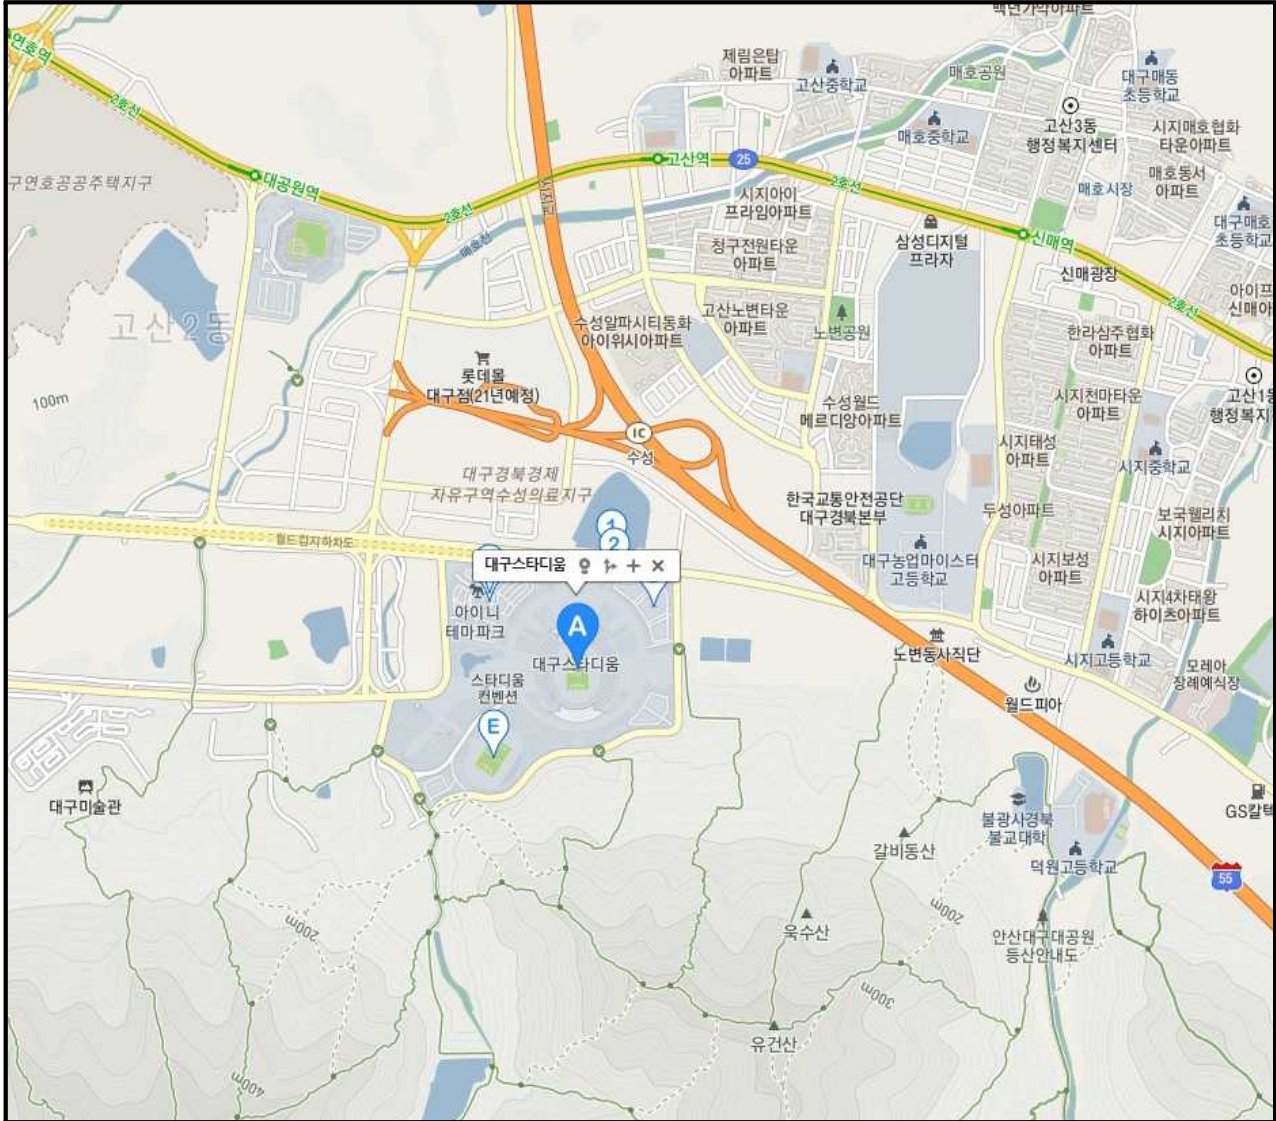 백년가약아파트
연호역
2호선
제림은탑
아파트
고산중학교
매호공원
대구매동
초등학교
고산3동
행정복지센터
매호중학교
시지매호협화
타운아파트
고산역
25
2호선
매호동서
아파트
매호시장
구연호공공주택지구
대공원역
시지교
시지아이
프라임아파트
2호선
매호천
삼성디지털
프라자
대구매호
초등학교
신매역
청구전원타운
아파트
신매광장
아이프
신매아
2호선
고산2동
수성알파시티동화
아이위시아파트
고산노변타운
아파트
노변공원
한라삼주협화
아파트
롯데몰
대구점(21년예정)
100m
고산1동
행정복지
시지천마타운
아파트
수성월드
메르디앙아파트
IC
수성
시지태성
아파트
시지중학교
대구경북경제
자유구역수성의료지구
한국교통안전공단
대구경북본부
두성아파트
보국웰리치
시지아파트
1
2
월드컵지하차도
대구스타디움
대구농업마이스터
고등학교
시지보성
아파트
아이니
테마파크
시지4차태왕
하이츠아파트
A
대구스타디움
노변동사직단
시지고등학교
모레아
장례예식장
스타디움
컨벤션
월드피아
E
대구미술관
불광사경북
불교대학
GS칼텍
갈비동산
덕원고등학교
55
200m
200m
욱수산
안산대구대공원
등산안내도
300m
유건산
400m